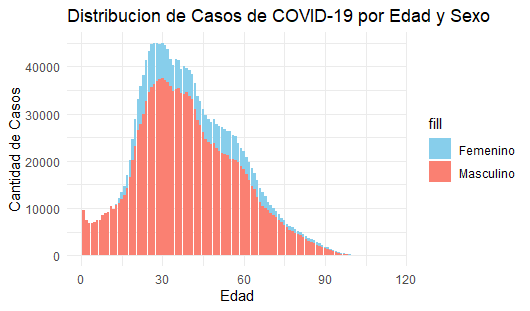 Distribucion de Casos de COVID-19 por Edad y Sexo
Cantidad de Casos
40000
30000
20000
10000
0
0 30 60 90 120
Edad
fill
Femenino
Masculino